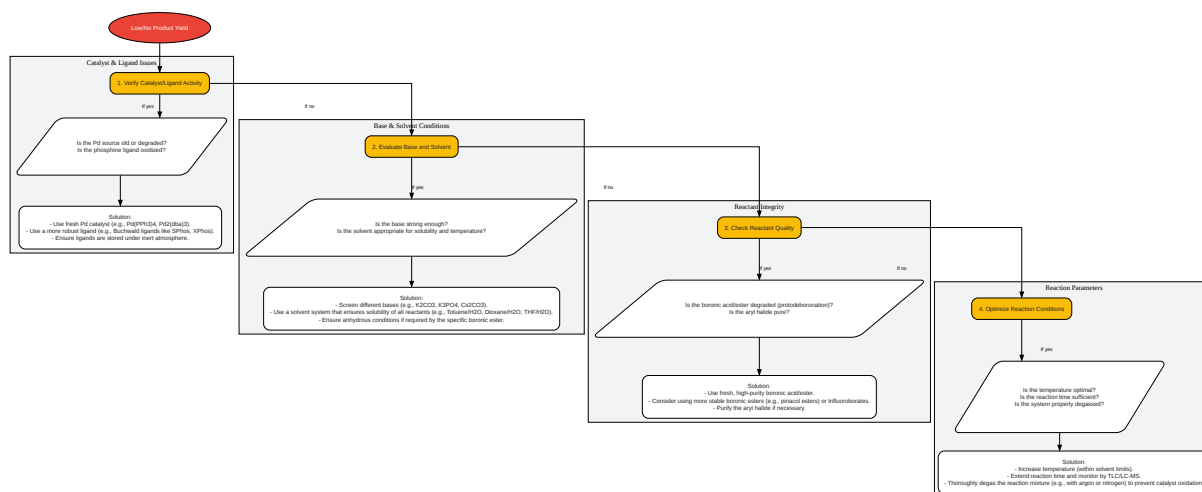 Low/No Product Yield
Catalyst & Ligand Issues
1. Verify Catalyst/Ligand Activity
If yes
If no
Is the Pd source old or degraded?
Is the phosphine ligand oxidized?
Solution:
- Use fresh Pd catalyst (e.g., Pd(PPh3)4, Pd2(dba)3).
- Use a more robust ligand (e.g., Buchwald ligands like SPhos, XPhos).
- Ensure ligands are stored under inert atmosphere.
Base & Solvent Conditions
2. Evaluate Base and Solvent
If yes
If no
Is the base strong enough?
Is the solvent appropriate for solubility and temperature?
Solution:
- Screen different bases (e.g., K2CO3, K3PO4, Cs2CO3).
- Use a solvent system that ensures solubility of all reactants (e.g., Toluene/H2O, Dioxane/H2O, THF/H2O).
- Ensure anhydrous conditions if required by the specific boronic ester.
Reactant Integrity
3. Check Reactant Quality
If yes
If no
Is the boronic acid/ester degraded (protodeboronation)?
Is the aryl halide pure?
Solution:
- Use fresh, high-purity boronic acid/ester.
- Consider using more stable boronic esters (e.g., pinacol esters) or trifluoroborates.
- Purify the aryl halide if necessary.
Reaction Parameters
4. Optimize Reaction Conditions
If yes
Is the temperature optimal?
Is the reaction time sufficient?
Is the system properly degassed?
Solution:
- Increase temperature (within solvent limits).
- Extend reaction time and monitor by TLC/LC-MS.
- Thoroughly degas the reaction mixture (e.g., with argon or nitrogen) to prevent catalyst oxidation